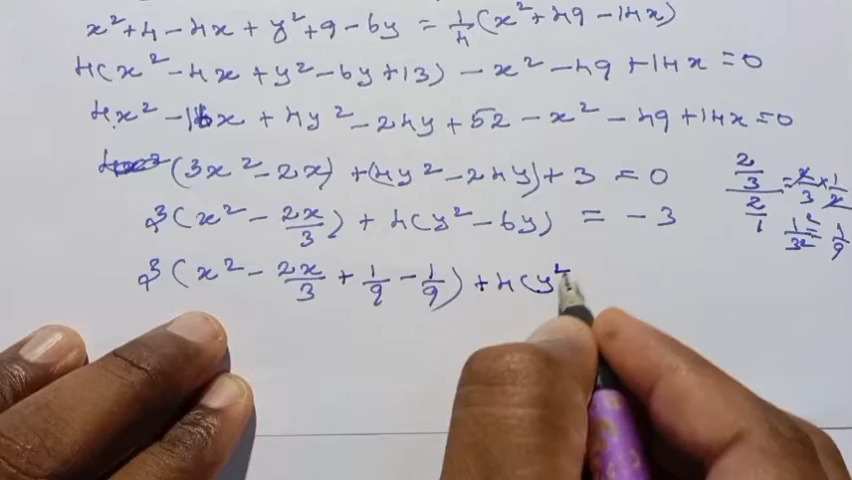 x² + 4 - 4x + y² + 9 - 6y = 1/4 (x² + 49 - 14x)
4(x² - 4x + y² - 6y + 13) - x² - 49 + 14x = 0
4x² - 16x + 4y² - 24y + 52 - x² - 49 + 14x = 0
(3x² - 2x) + (4y² - 24y) + 3 = 0
3(x² - 2x/3) + 4(y² - 6y) = -3
3(x² - 2x/3 + 1/9 - 1/9) + 4(y²
2/3 / 2/1 = 2/3 × 1/2
1/3² = 1/9